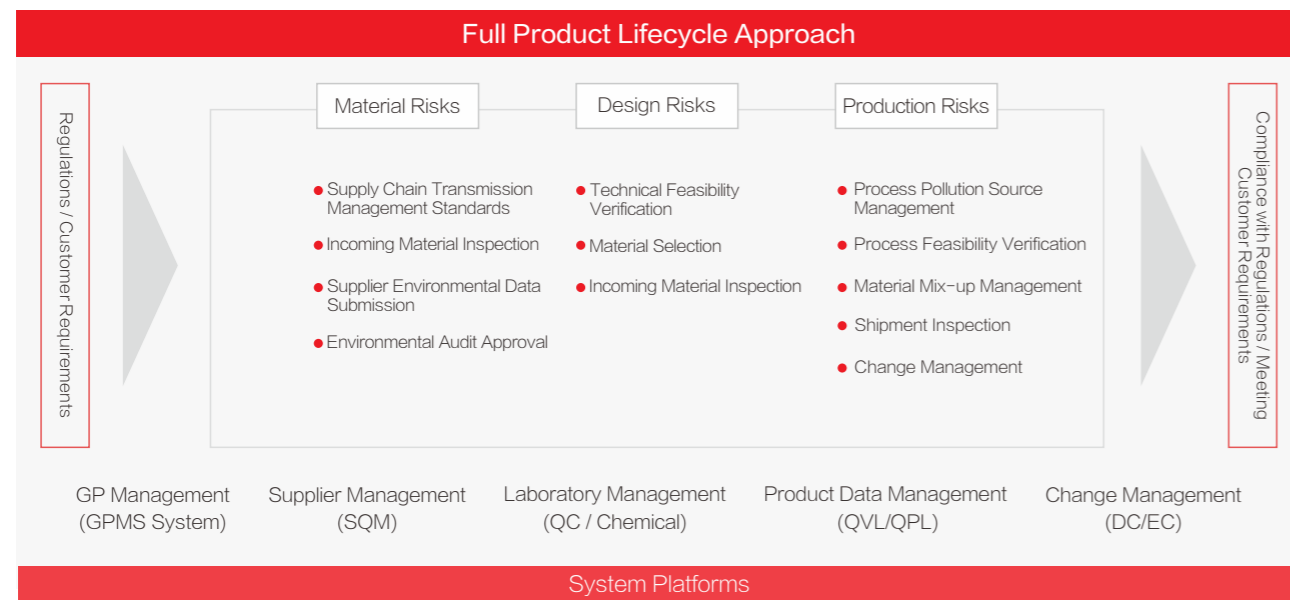 Full Product Lifecycle Approach
Regulations / Customer Requirements
Material Risks
Supply Chain Transmission
Management Standards
Incoming Material Inspection
Supplier Environmental Data
Submission
Environmental Audit Approval
Design Risks
Technical Feasibility
Verification
Material Selection
Incoming Material Inspection
Production Risks
Process Pollution Source
Management
Process Feasibility Verification
Material Mix-up Management
Shipment Inspection
Change Management
Compliance with Regulations / Meeting
Customer Requirements
GP Management
(GPMS System)
Supplier Management
(SQM)
Laboratory Management
(QC / Chemical)
Product Data Management
(QVL/QPL)
Change Management
(DC/EC)
System Platforms